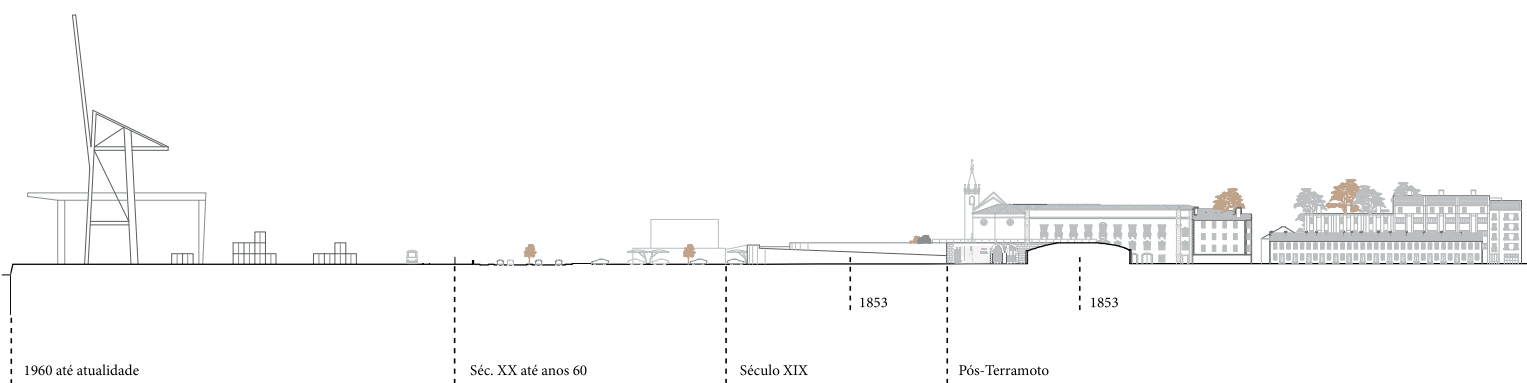 1853
1853
1960 até atualidade
Séc. XX até anos 60
Século XIX
Pós-Terramoto